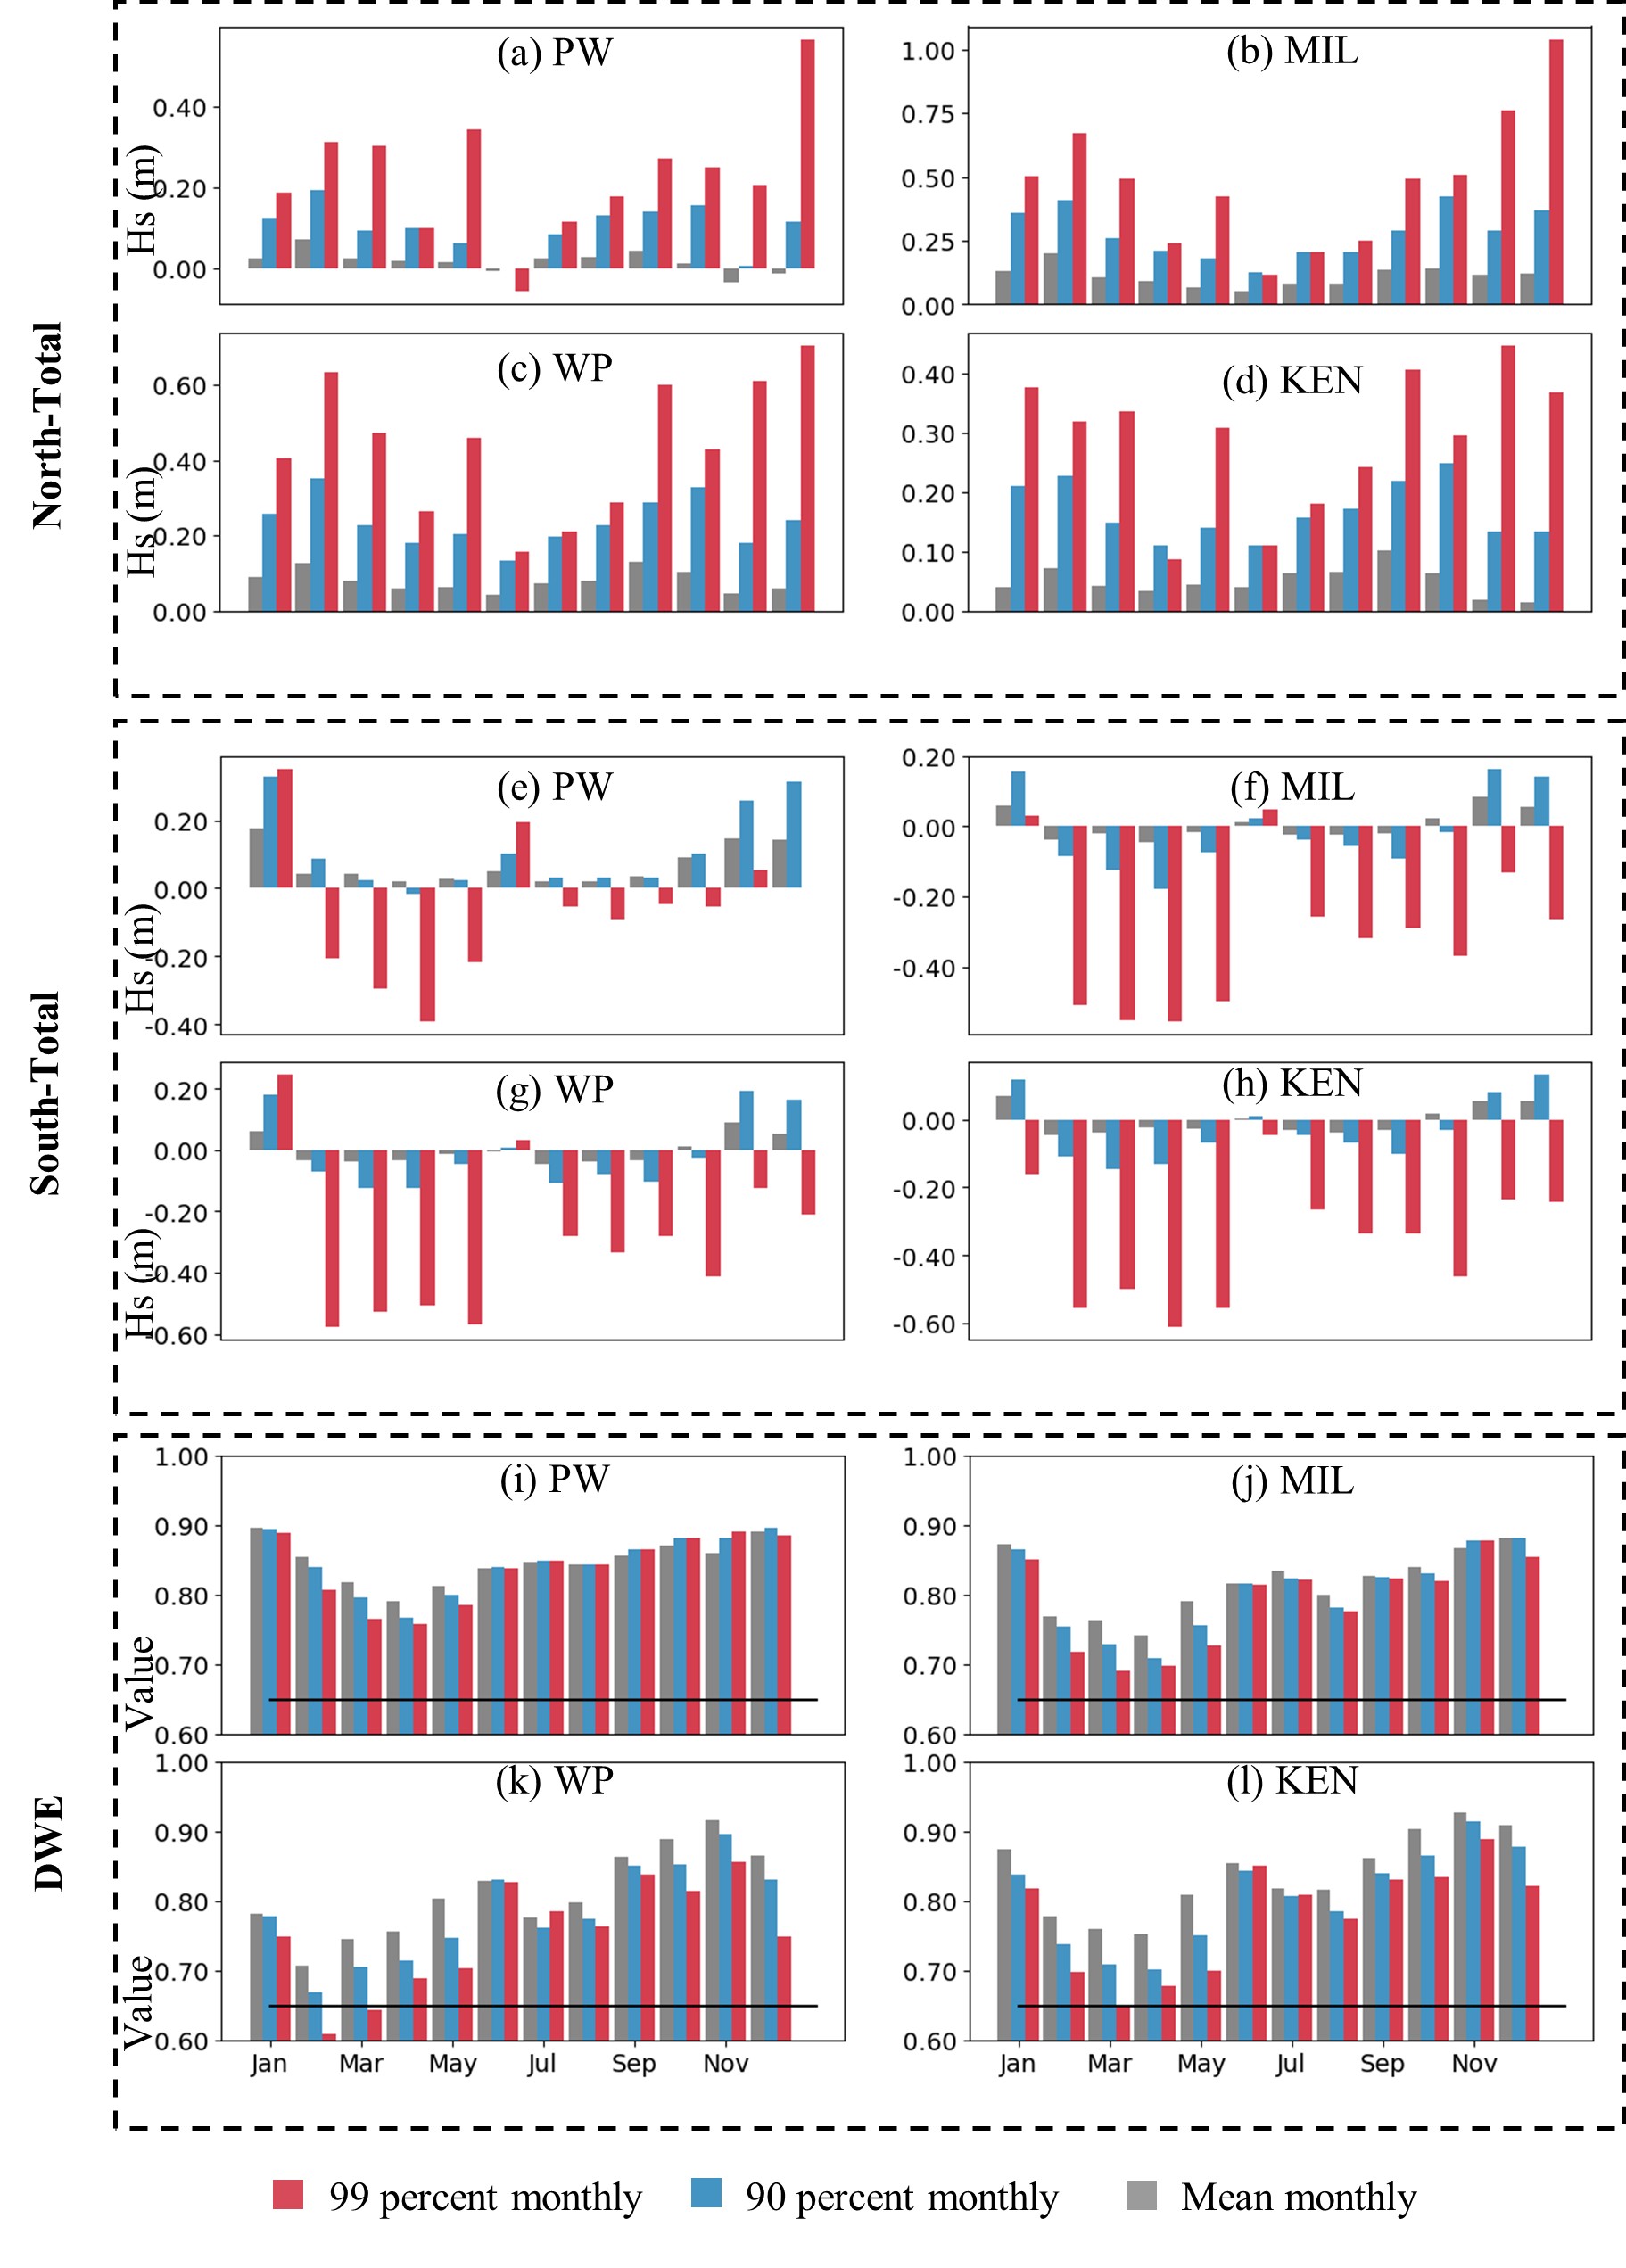 North-Total
(a) PW
Hs (m)
0.40
0.20
0.00
(b) MIL
1.00
0.75
0.50
0.25
0.00
(c) WP
Hs (m)
0.60
0.40
0.20
0.00
(d) KEN
0.40
0.30
0.20
0.10
0.00
South-Total
(e) PW
Hs (m)
0.20
0.00
-0.20
-0.40
(f) MIL
0.20
0.00
-0.20
-0.40
(g) WP
Hs (m)
0.20
0.00
-0.20
-0.40
-0.60
(h) KEN
0.00
-0.20
-0.40
-0.60
DWE
(i) PW
Value
1.00
0.90
0.80
0.70
0.60
(j) MIL
1.00
0.90
0.80
0.70
0.60
(k) WP
Value
1.00
0.90
0.80
0.70
0.60
Jan Mar May Jul Sep Nov
(l) KEN
1.00
0.90
0.80
0.70
0.60
Jan Mar May Jul Sep Nov
99 percent monthly 90 percent monthly Mean monthly